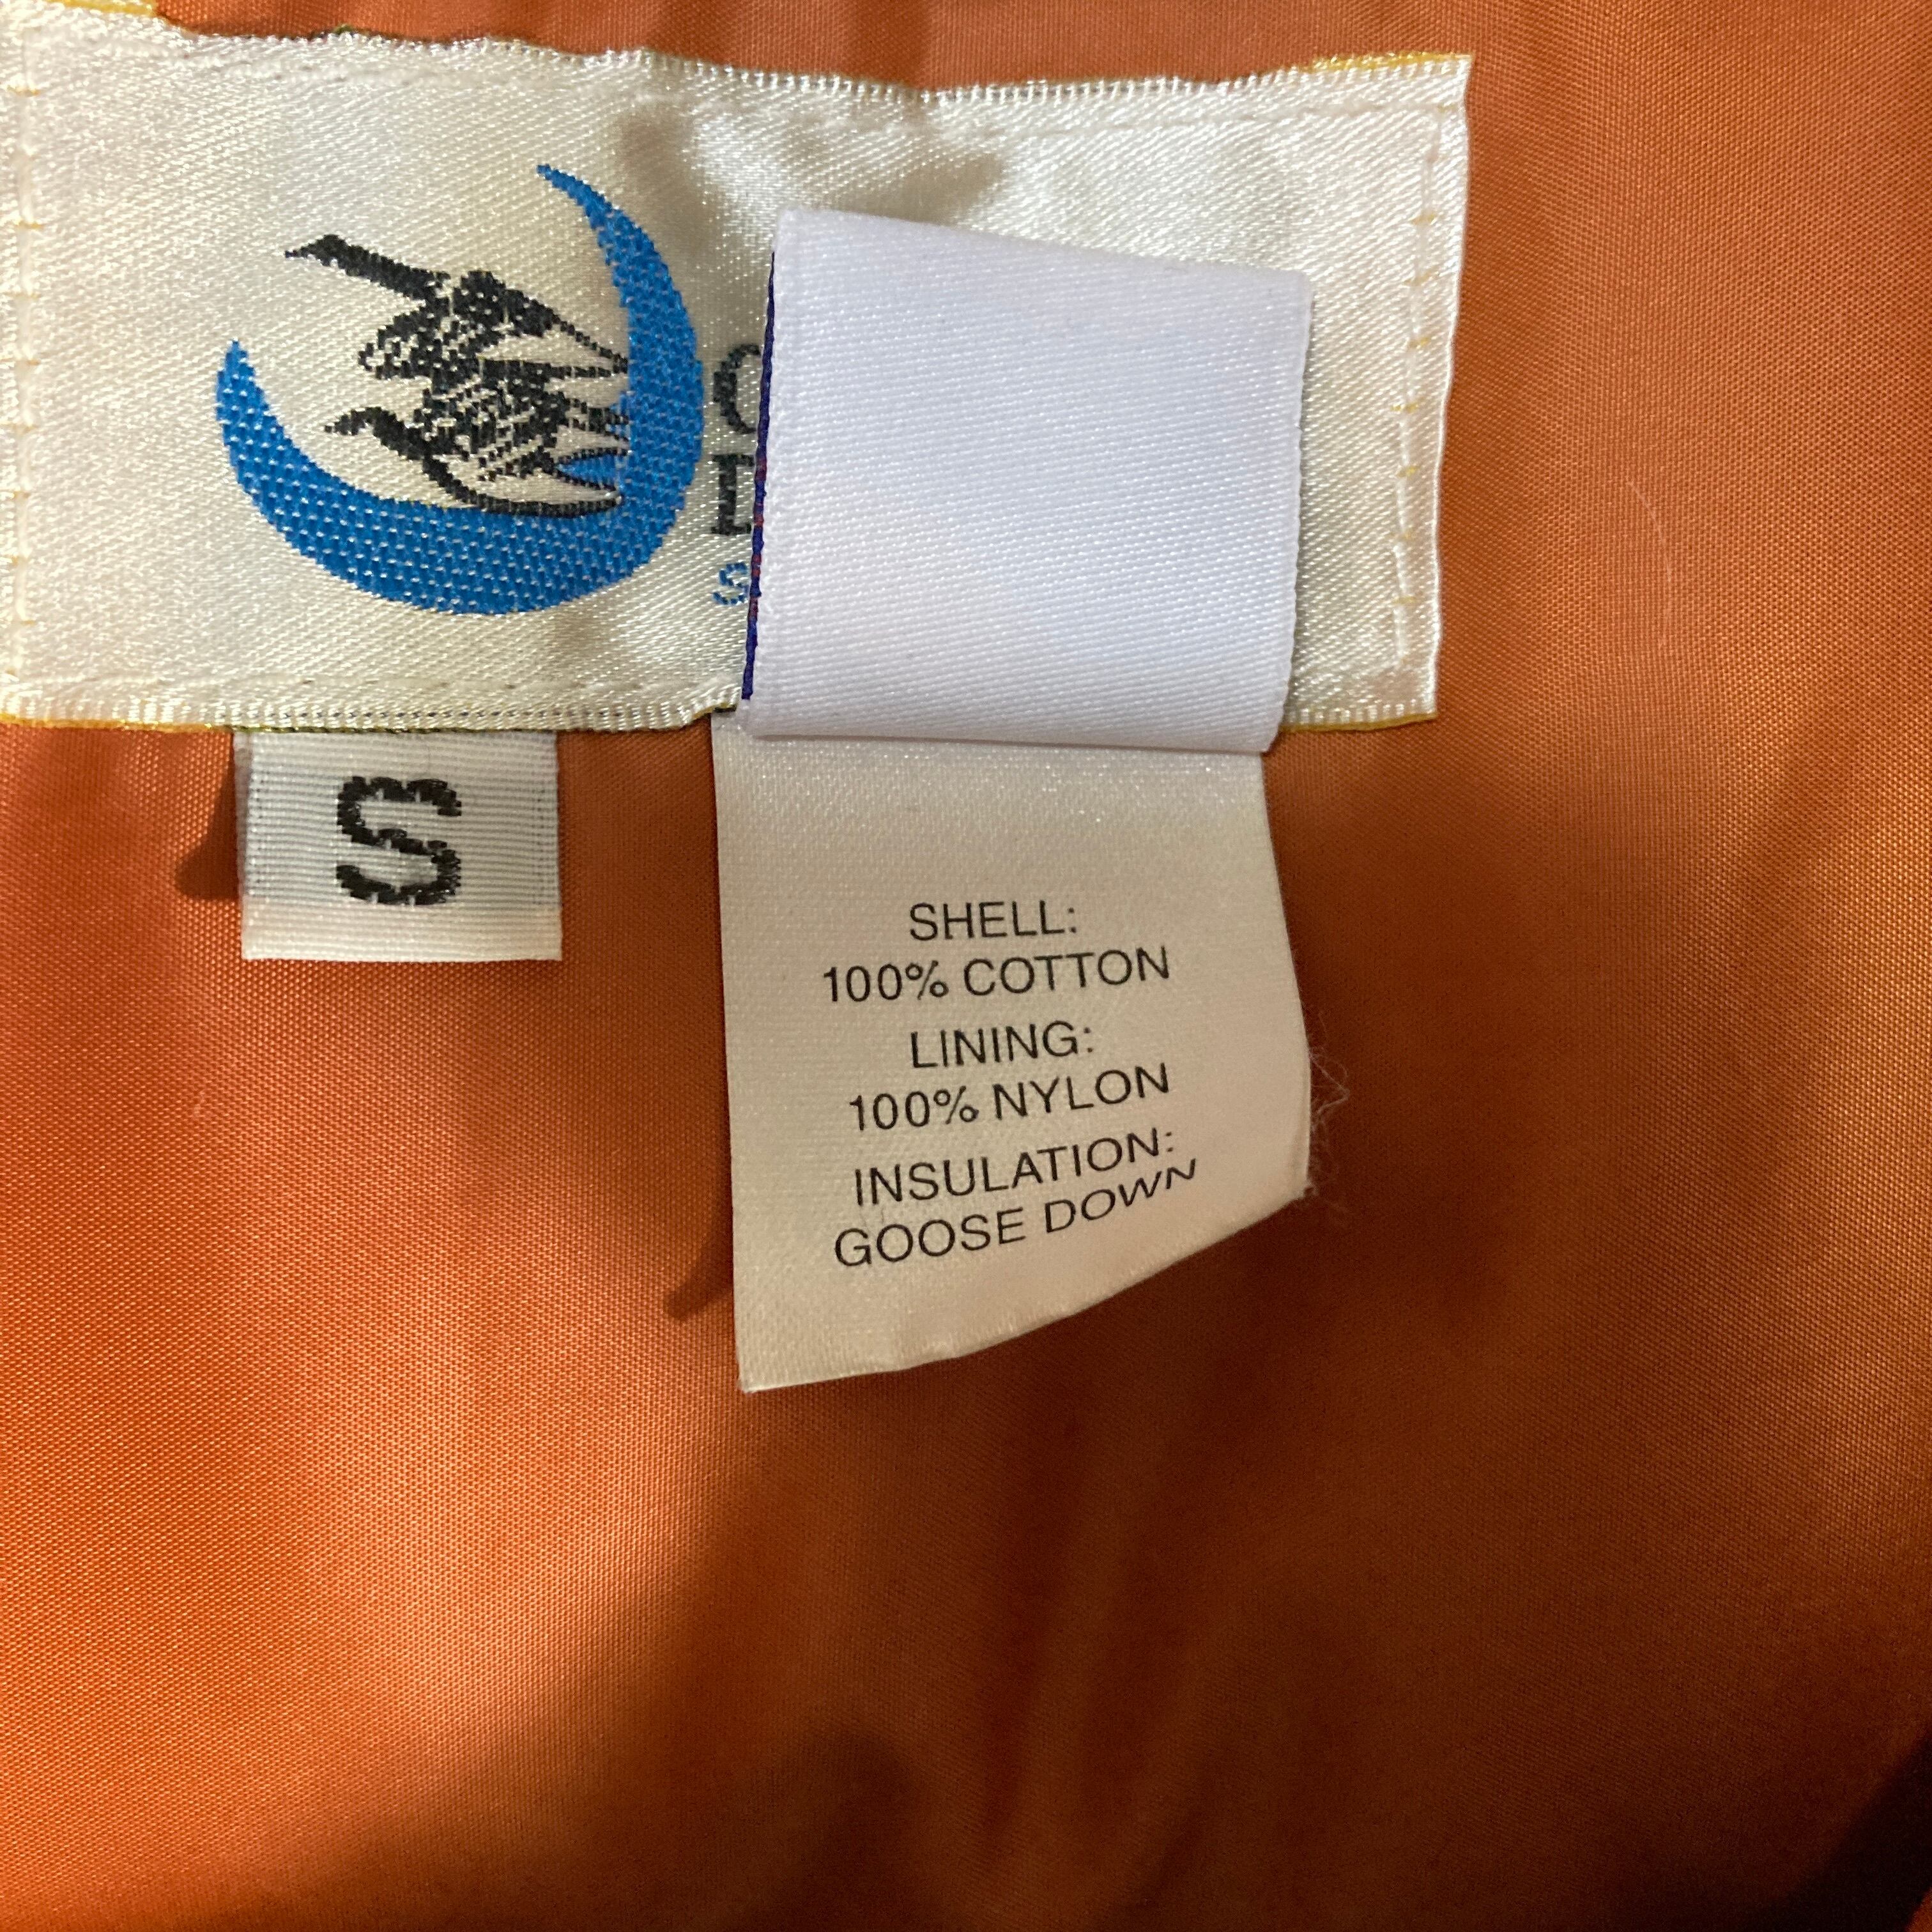 S
SHELL:
100% COTTON
LINING:
100% NYLON
INSULATION:
GOOSE DOWN